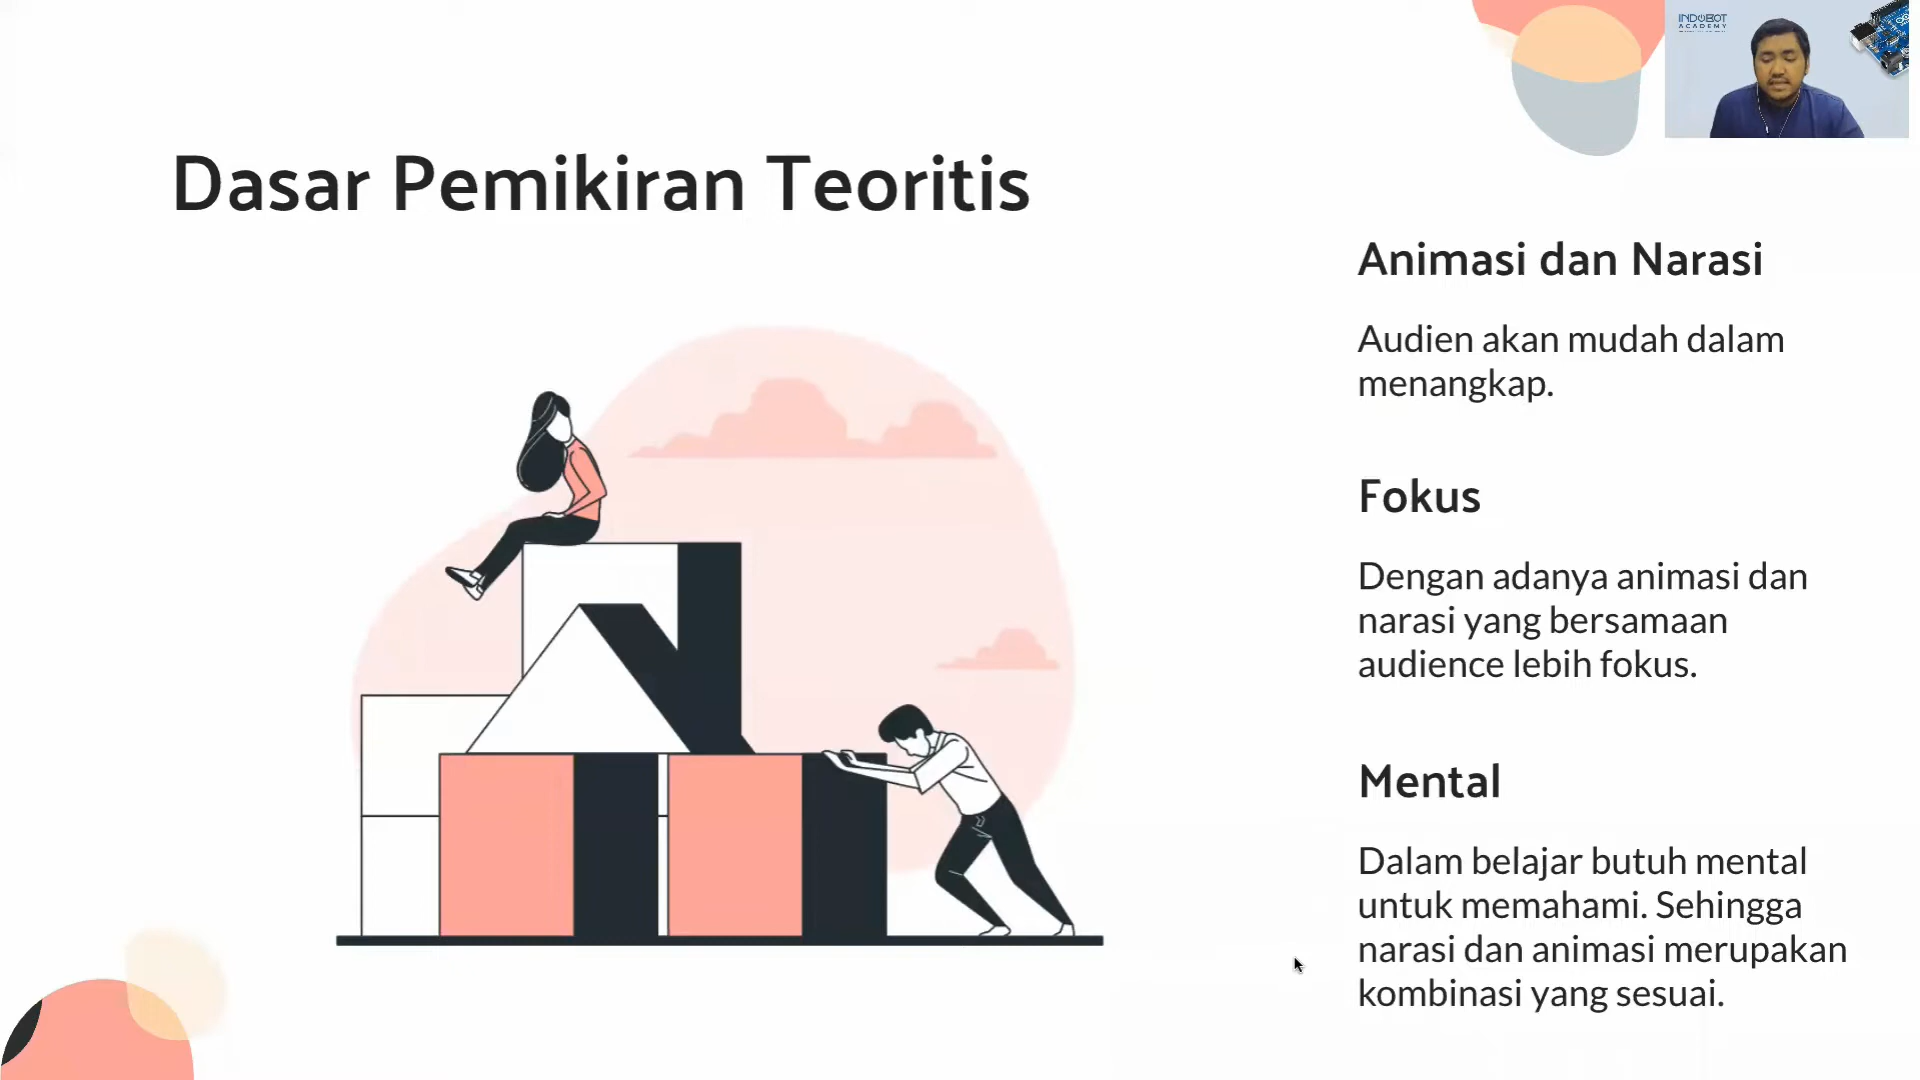 INDOBOT
ACADEMY
Dasar Pemikiran Teoritis
Animasi dan Narasi
Audien akan mudah dalam
menangkap.
Fokus
Dengan adanya animasi dan
narasi yang bersamaan
audience lebih fokus.
Mental
Dalam belajar butuh mental
untuk memahami. Sehingga
narasi dan animasi merupakan
kombinasi yang sesuai.